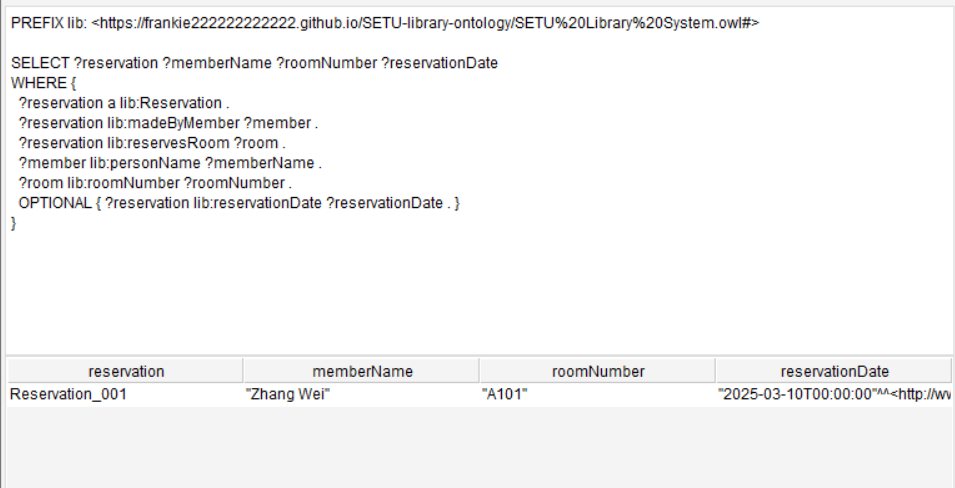 PREFIX lib: <https://frankie222222222222.github.io/SETU-library-ontology/SETU%20Library%20System.owl#>
SELECT ?reservation ?memberName ?roomNumber ?reservationDate
WHERE {
?reservation a lib:Reservation .
?reservation lib:madeByMember ?member .
?reservation lib:reservesRoom ?room .
?member lib:personName ?memberName .
?room lib:roomNumber ?roomNumber .
OPTIONAL { ?reservation lib:reservationDate ?reservationDate . }
}
reservation memberName roomNumber reservationDate
Reservation_001 "Zhang Wei" "A101" "2025-03-10T00:00:00"^^<http://w